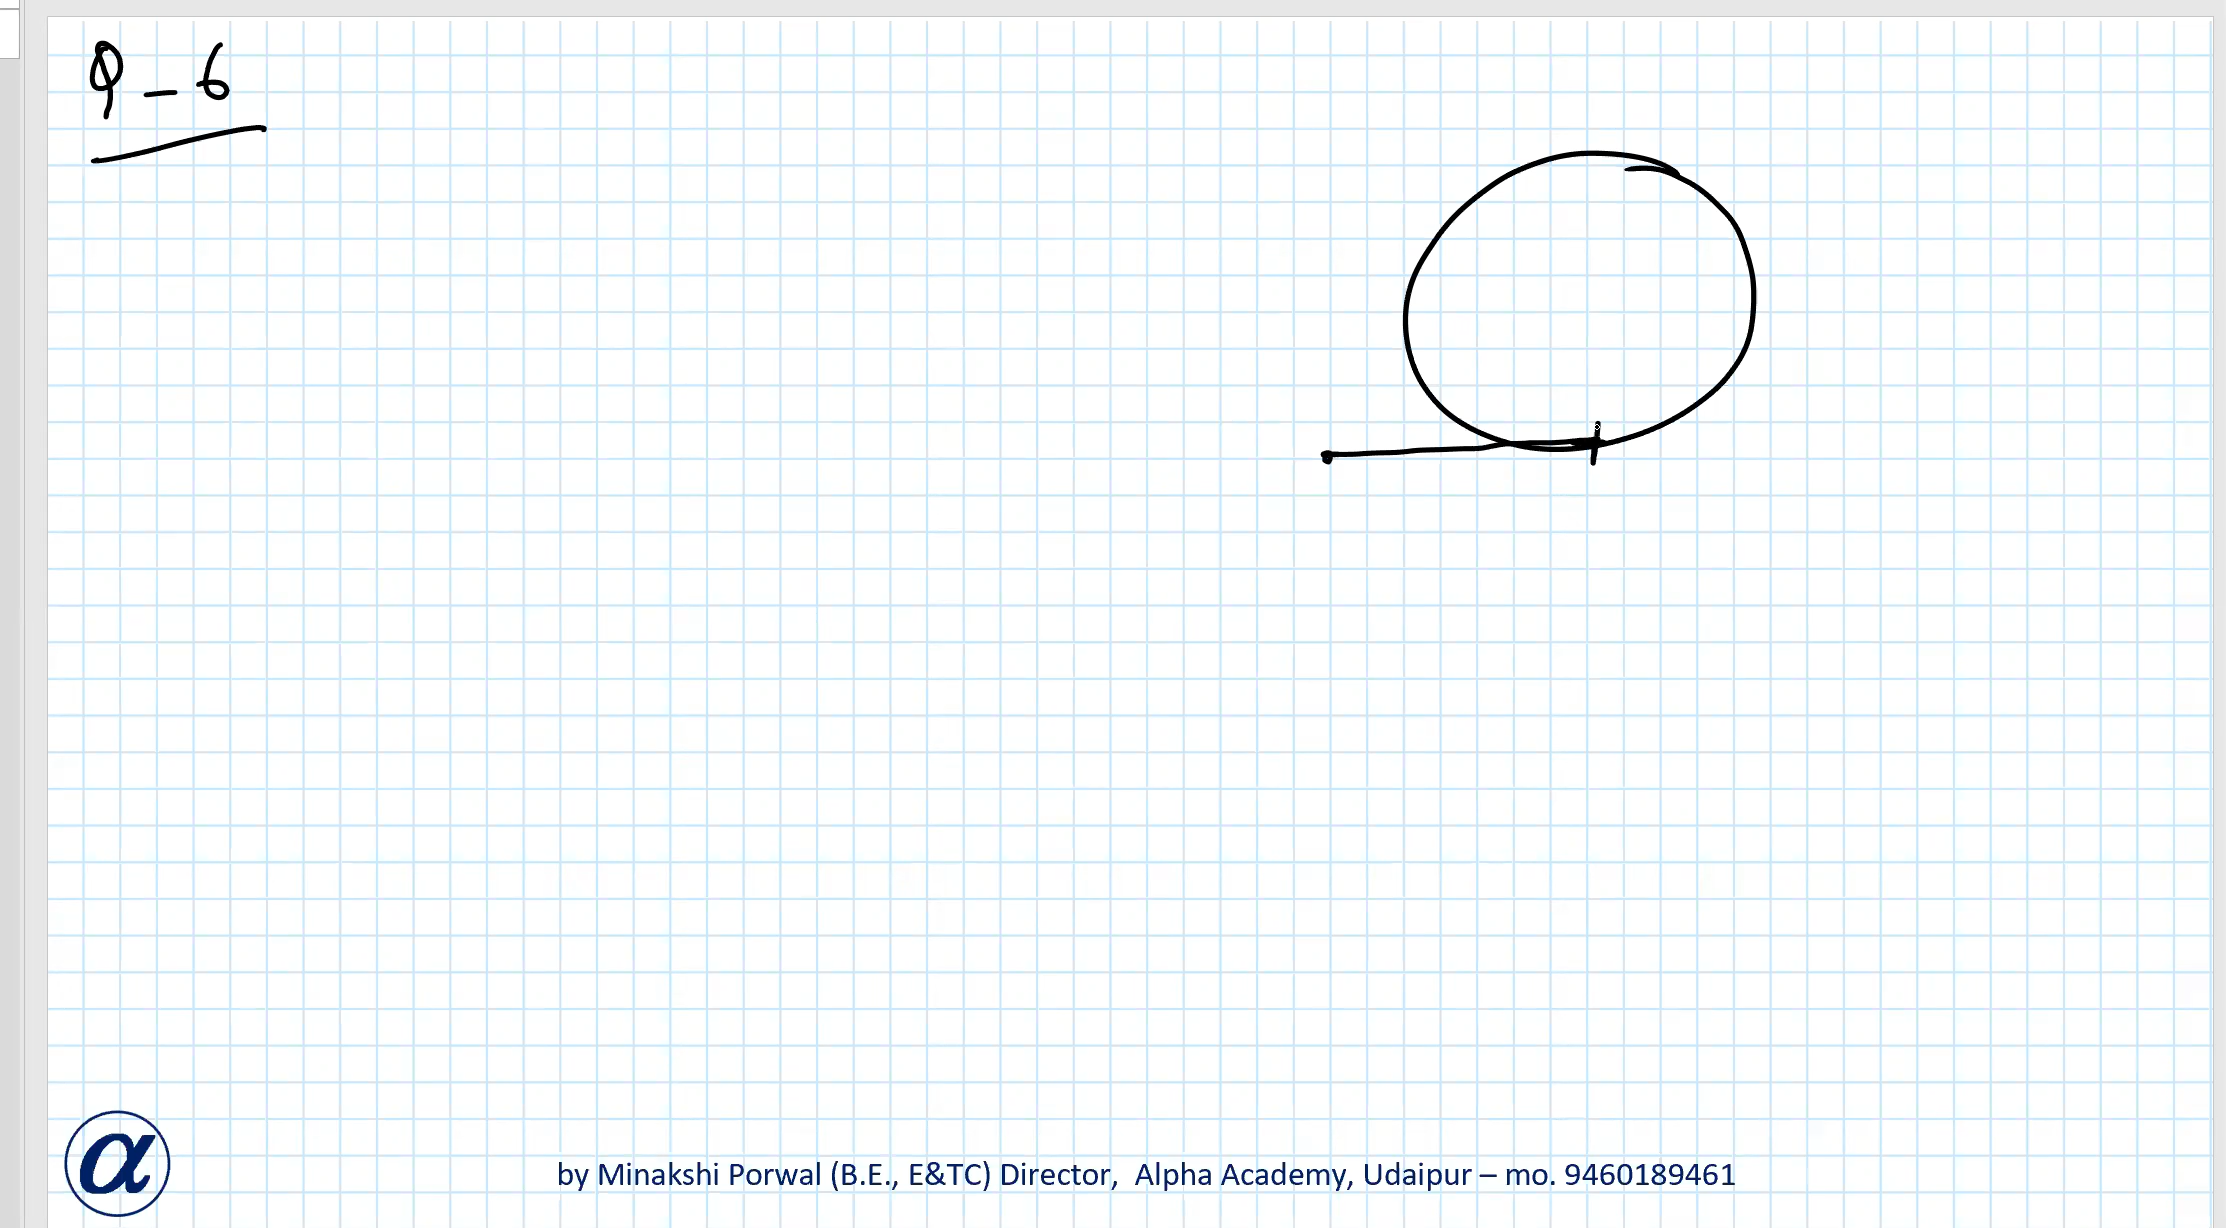 Q - 6
α
by Minakshi Porwal (B.E., E&TC) Director, Alpha Academy, Udaipur – mo. 9460189461